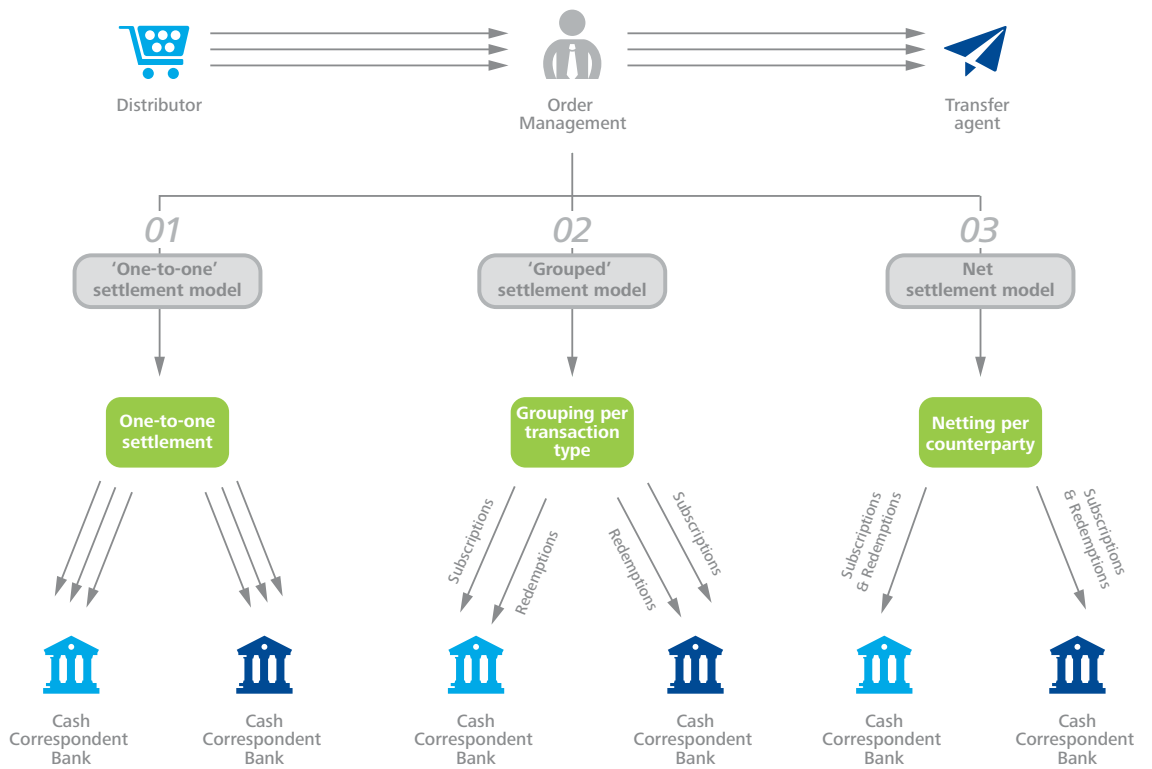 Distributor
Order
Management
Transfer
agent
01
02
03
‘One-to-one’
settlement model
‘Grouped’
settlement model
Net
settlement model
One-to-one
settlement
Grouping per
transaction
type
Netting per
counterparty
Subscriptions
Redemptions
Redemptions
Subscriptions
Subscriptions
& Redemptions
Subscriptions
& Redemptions
Cash
Correspondent
Bank
Cash
Correspondent
Bank
Cash
Correspondent
Bank
Cash
Correspondent
Bank
Cash
Correspondent
Bank
Cash
Correspondent
Bank